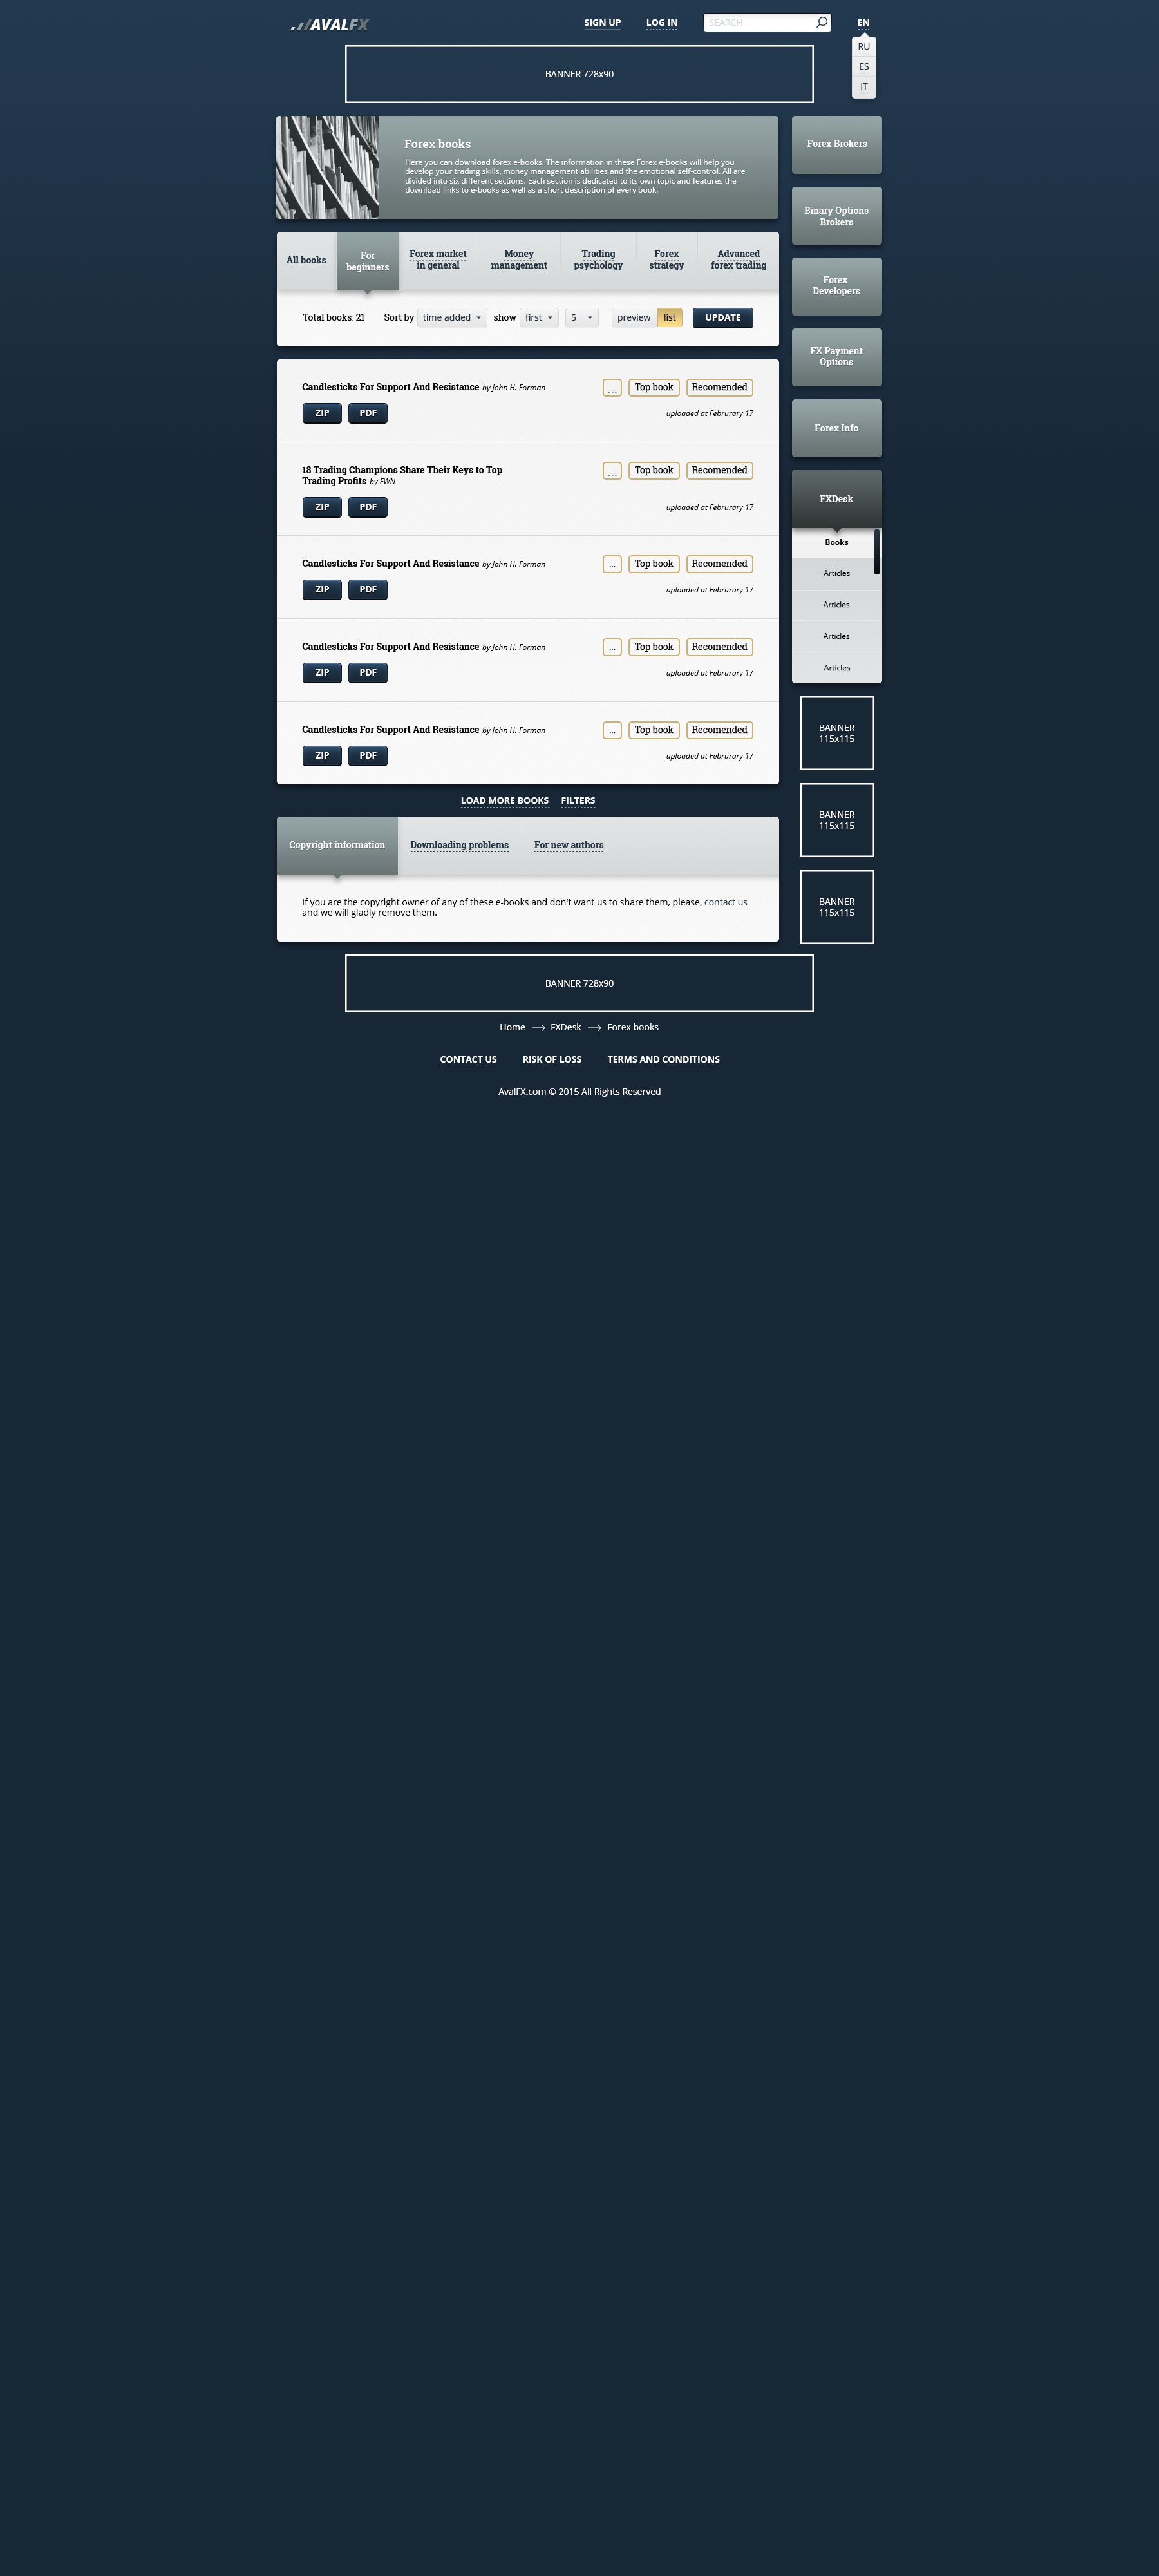 AVALFX
SIGN UP
LOG IN
SEARCH
EN
RU
ES
IT
BANNER 728x90
Forex books
Here you can download forex e-books. The information in these Forex e-books will help you
develop your trading skills, money management abilities and the emotional self-control. All are
divided into six different sections. Each section is dedicated to its own topic and features the
download links to e-books as well as a short description of every book.
All books
For
beginners
Forex market
in general
Money
management
Trading
psychology
Forex
strategy
Advanced
forex trading
Total books: 21
Sort by
time added
show
first
5
preview
list
UPDATE
Candlesticks For Support And Resistance by John H. Forman
...
Top book
Recomended
ZIP
PDF
uploaded at Februrary 17
18 Trading Champions Share Their Keys to Top
Trading Profits by FWN
...
Top book
Recomended
ZIP
PDF
uploaded at Februrary 17
Candlesticks For Support And Resistance by John H. Forman
...
Top book
Recomended
ZIP
PDF
uploaded at Februrary 17
Candlesticks For Support And Resistance by John H. Forman
...
Top book
Recomended
ZIP
PDF
uploaded at Februrary 17
Candlesticks For Support And Resistance by John H. Forman
...
Top book
Recomended
ZIP
PDF
uploaded at Februrary 17
LOAD MORE BOOKS
FILTERS
Copyright information
Downloading problems
For new authors
If you are the copyright owner of any of these e-books and don't want us to share them, please, contact us
and we will gladly remove them.
Forex Brokers
Binary Options
Brokers
Forex
Developers
FX Payment
Options
Forex Info
FXDesk
Books
Articles
Articles
Articles
Articles
BANNER
115x115
BANNER
115x115
BANNER
115x115
BANNER 728x90
Home
FXDesk
Forex books
CONTACT US
RISK OF LOSS
TERMS AND CONDITIONS
AvalFX.com © 2015 All Rights Reserved